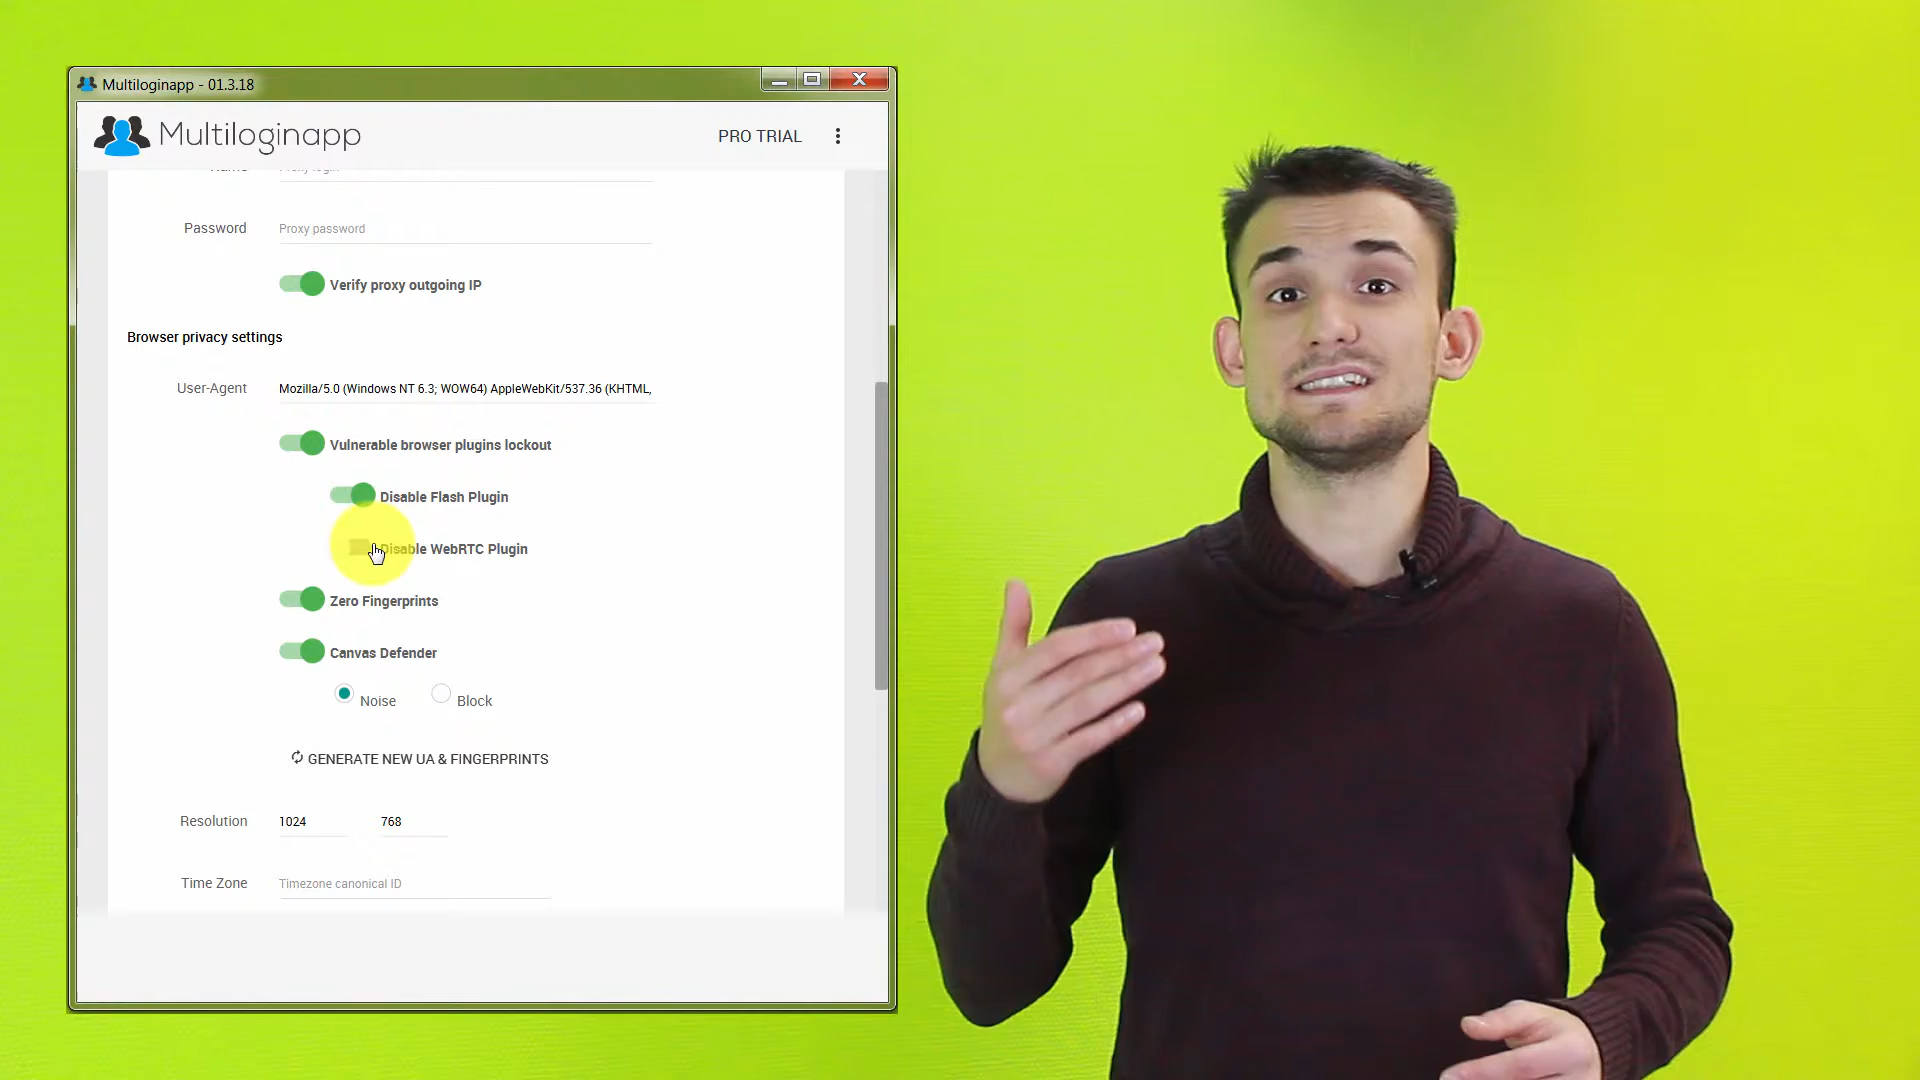 Multiloginapp - 01.3.18
Multiloginapp
PRO TRIAL
Password
Proxy password
Verify proxy outgoing IP
Browser privacy settings
User-Agent
Mozilla/5.0 (Windows NT 6.3; WOW64) AppleWebKit/537.36 (KHTML,
Vulnerable browser plugins lockout
Disable Flash Plugin
Disable WebRTC Plugin
Zero Fingerprints
Canvas Defender
Noise
Block
GENERATE NEW UA & FINGERPRINTS
Resolution
1024
768
Time Zone
Timezone canonical ID